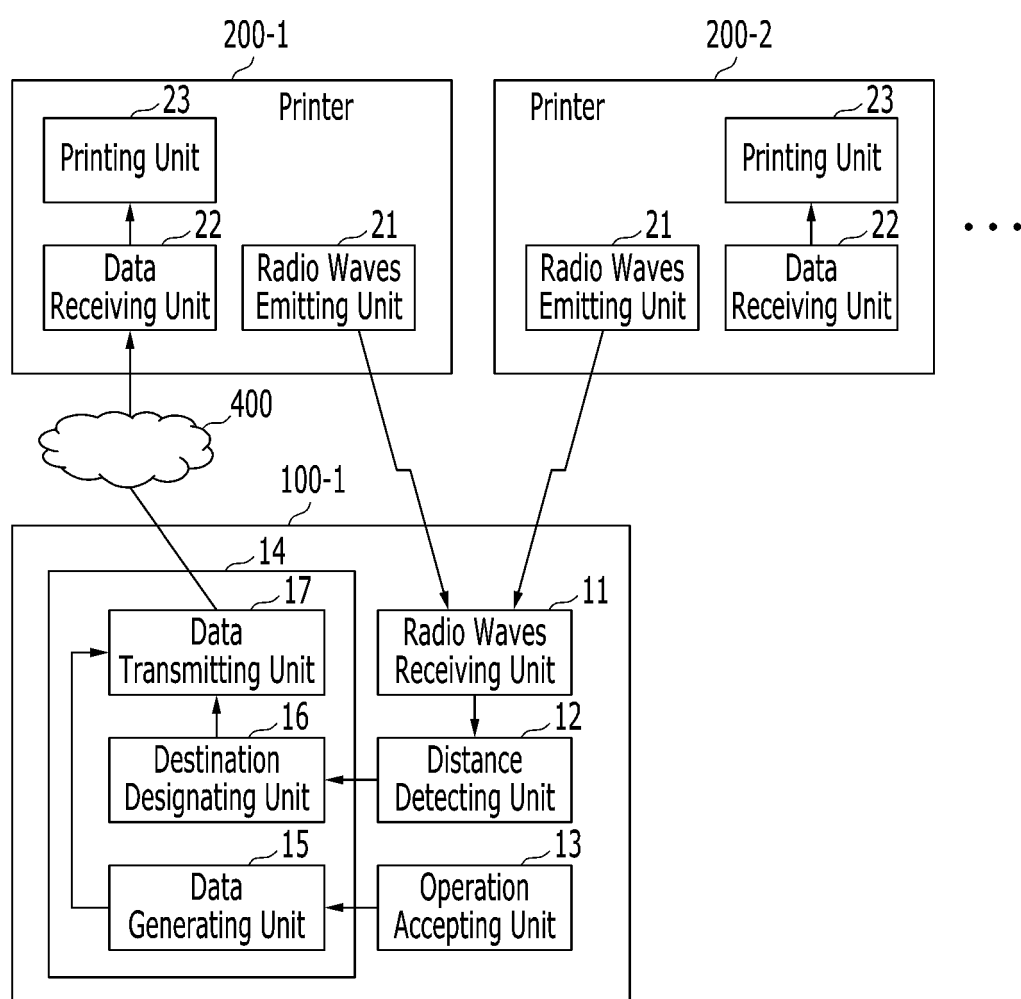 200-1
200-2
Printer
23
Printing Unit
22
Data
Receiving Unit
21
Radio Waves
Emitting Unit
Printer
23
Printing Unit
21
Radio Waves
Emitting Unit
22
Data
Receiving Unit
• • •
400
100-1
14
17
Data
Transmitting Unit
11
Radio Waves
Receiving Unit
16
Destination
Designating Unit
12
Distance
Detecting Unit
15
Data
Generating Unit
13
Operation
Accepting Unit